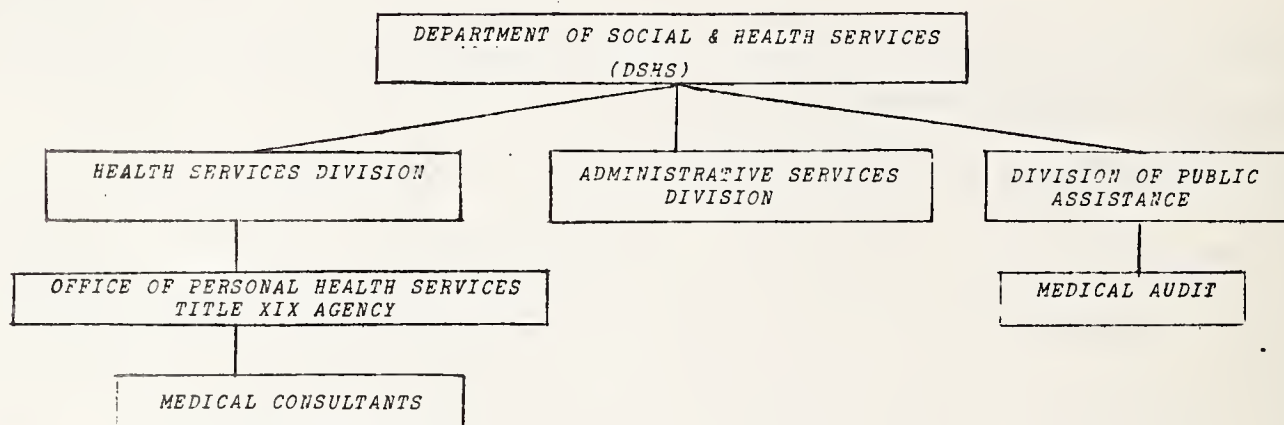 DEPARTMENT OF SOCIAL & HEALTH SERVICES
(DSHS)
HEALTH SERVICES DIVISION
ADMINISTRATIVE SERVICES
DIVISION
DIVISION OF PUBLIC
ASSISTANCE
OFFICE OF PERSONAL HEALTH SERVICES
TITLE XIX AGENCY
MEDICAL AUDIT
MEDICAL CONSULTANTS